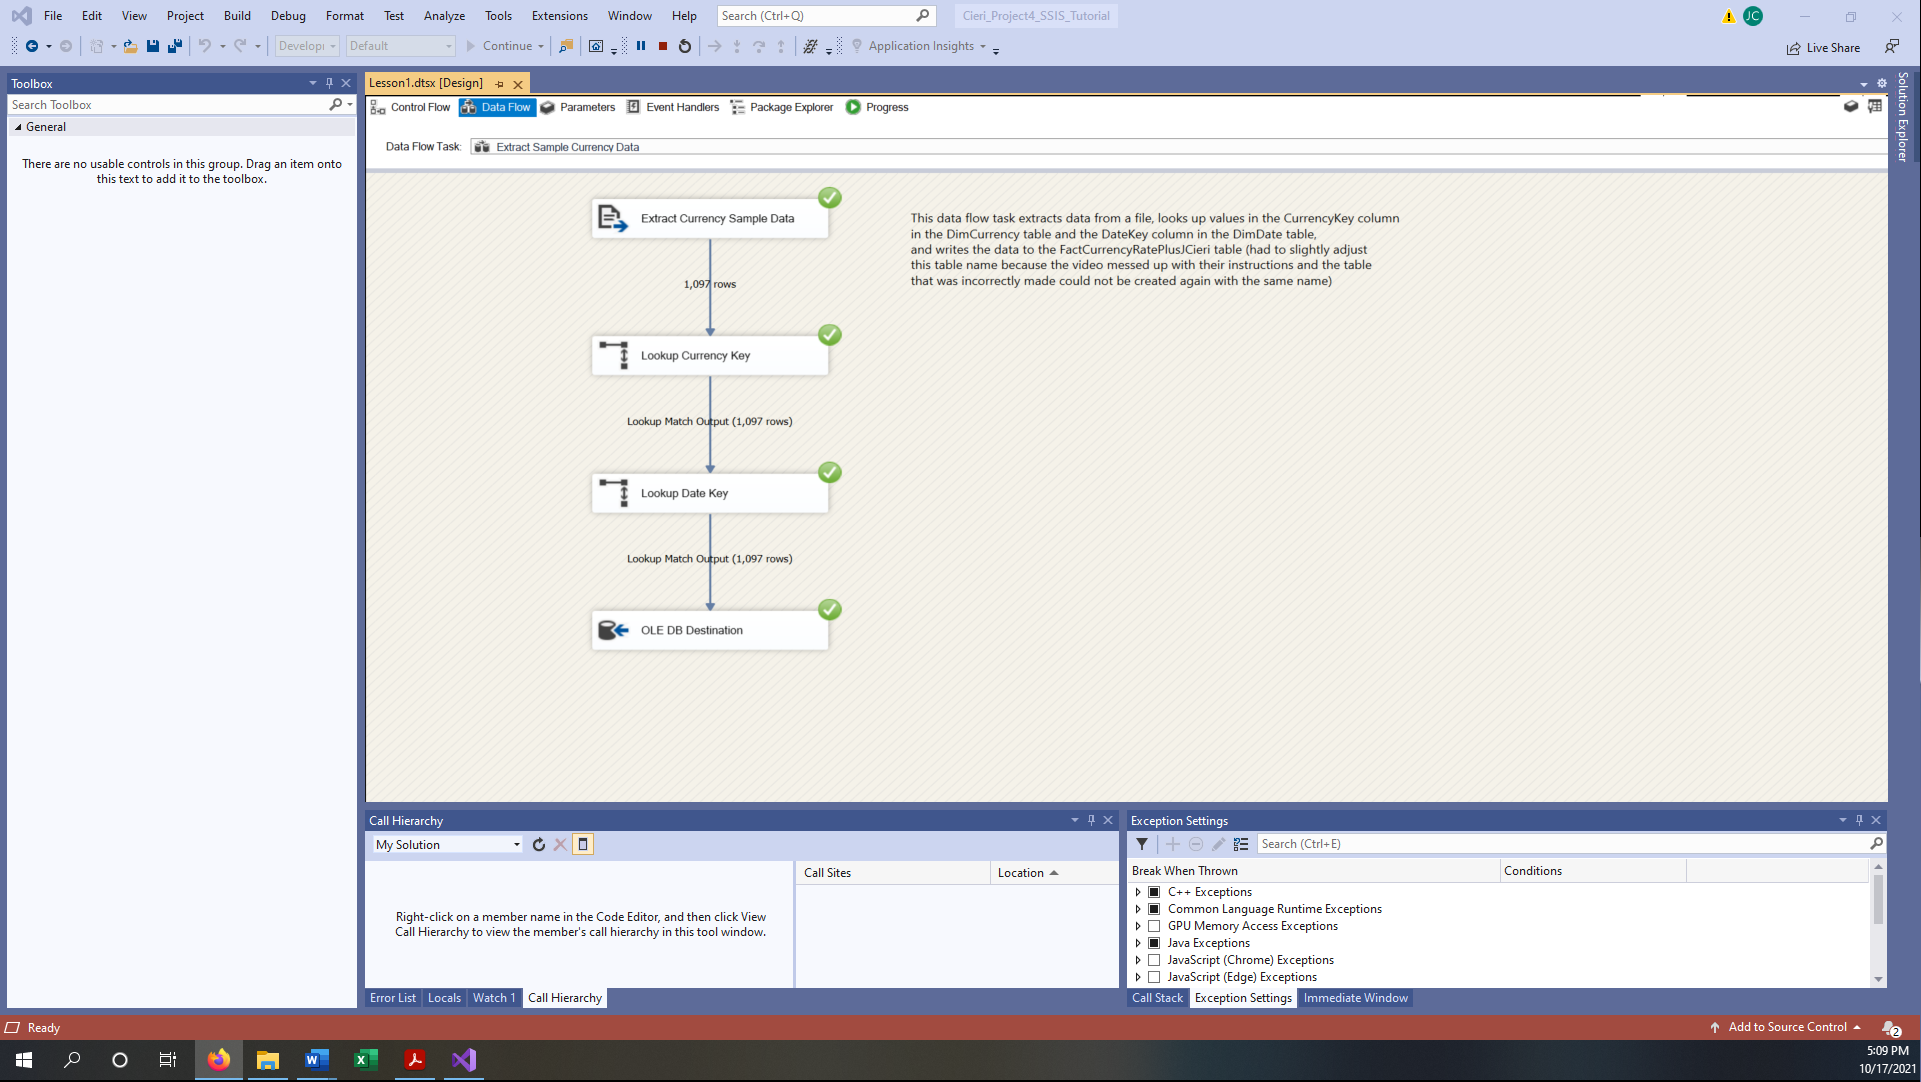 File Edit View Project Build Debug Format Test Analyze Tools Extensions Window Help Search (Ctrl+Q) Cieri_Project4_SSIS_Tutorial JC
Developi Default Continue Application Insights Live Share
Toolbox
Search Toolbox
General
There are no usable controls in this group. Drag an item onto
this text to add it to the toolbox.
Lesson1.dtsx [Design]
Control Flow Data Flow Parameters Event Handlers Package Explorer Progress
Data Flow Task: Extract Sample Currency Data
Solution Explorer
Extract Currency Sample Data
1,097 rows
Lookup Currency Key
Lookup Match Output (1,097 rows)
Lookup Date Key
Lookup Match Output (1,097 rows)
OLE DB Destination
This data flow task extracts data from a file, looks up values in the CurrencyKey column
in the DimCurrency table and the DateKey column in the DimDate table,
and writes the data to the FactCurrencyRatePlusJCieri table (had to slightly adjust
this table name because the video messed up with their instructions and the table
that was incorrectly made could not be created again with the same name)
Call Hierarchy
My Solution
Call Sites Location
Right-click on a member name in the Code Editor, and then click View
Call Hierarchy to view the member's call hierarchy in this tool window.
Error List Locals Watch 1 Call Hierarchy
Exception Settings
Search (Ctrl+E)
Break When Thrown Conditions
C++ Exceptions
Common Language Runtime Exceptions
GPU Memory Access Exceptions
Java Exceptions
JavaScript (Chrome) Exceptions
JavaScript (Edge) Exceptions
Call Stack Exception Settings Immediate Window
Ready Add to Source Control 2
5:09 PM
10/17/2021